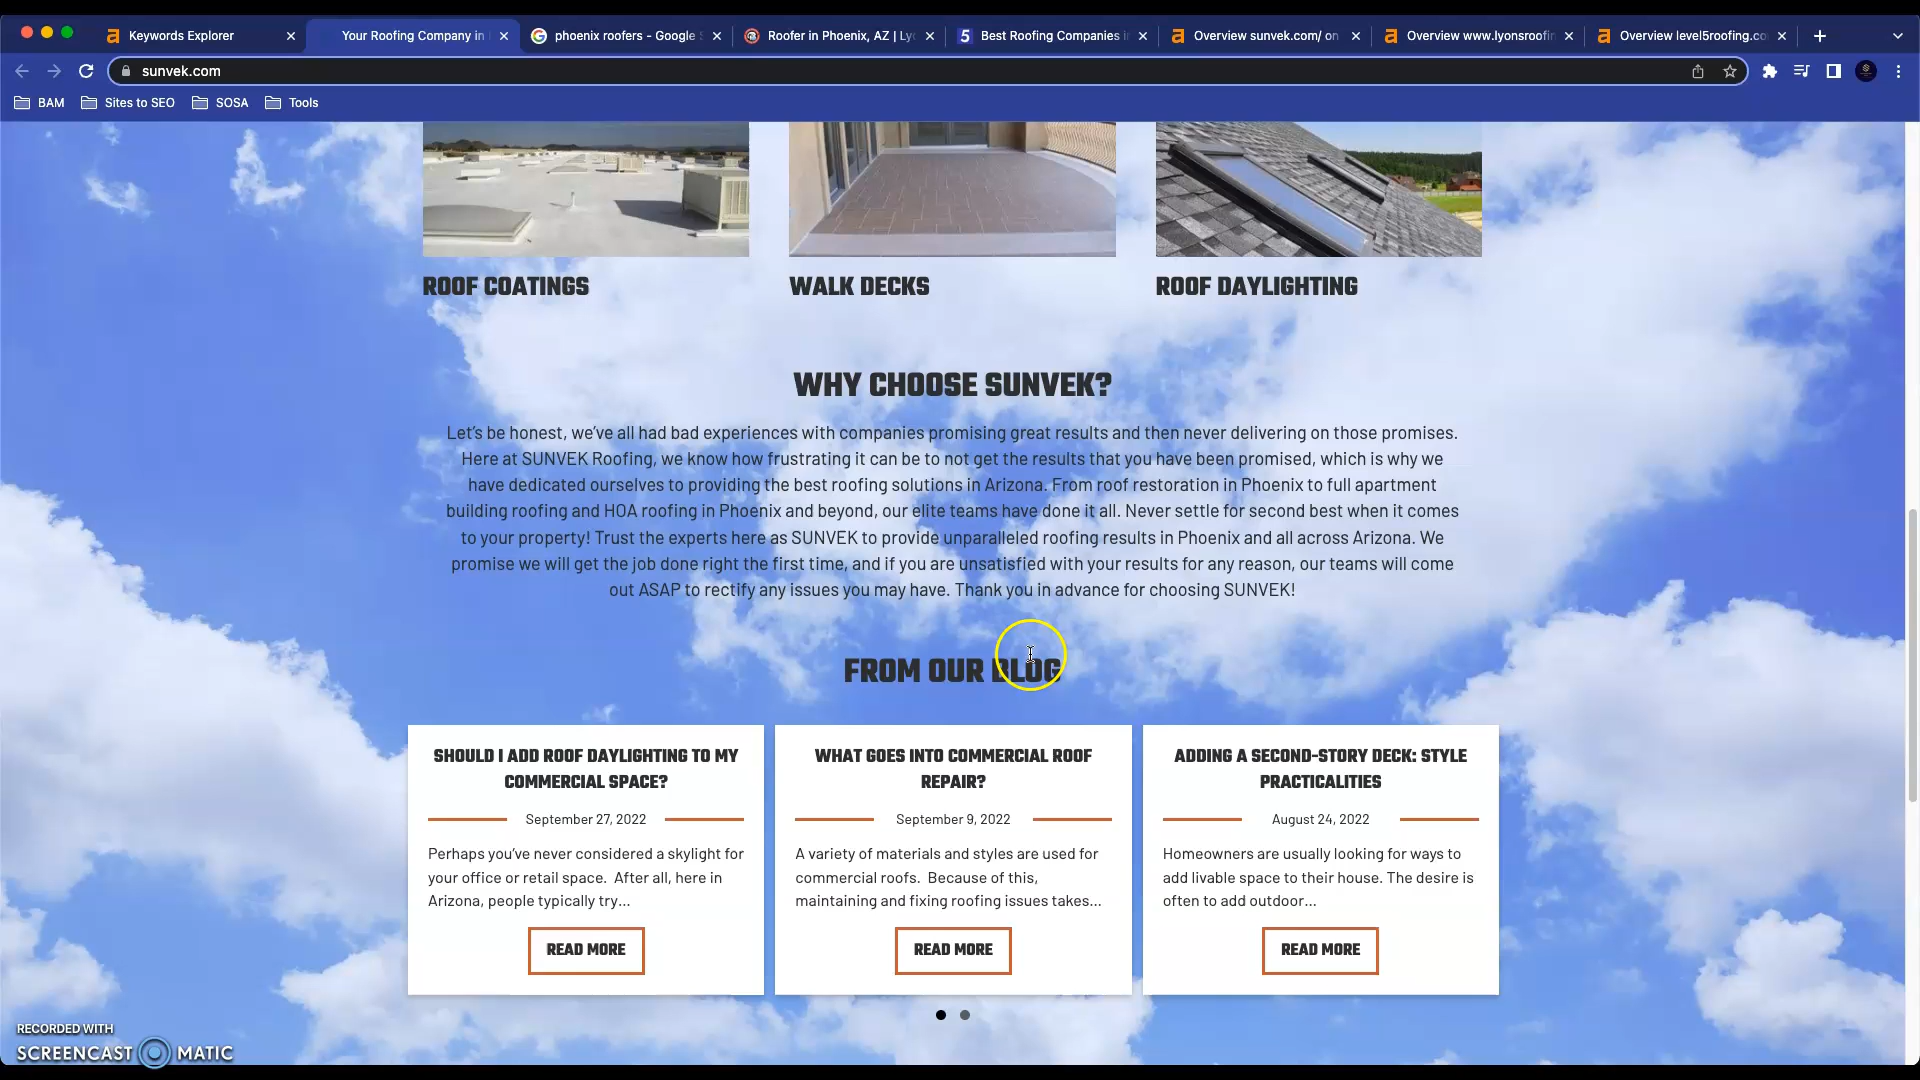 Keywords Explorer
Your Roofing Company in
phoenix roofers - Google S
Roofer in Phoenix, AZ | Lyo
Best Roofing Companies in
Overview sunvek.com/ on
Overview www.lyonsroofin
Overview level5roofing.co
sunvek.com
BAM
Sites to SEO
SOSA
Tools
ROOF COATINGS
WALK DECKS
ROOF DAYLIGHTING
WHY CHOOSE SUNVEK?
Let's be honest, we've all had bad experiences with companies promising great results and then never delivering on those promises.
Here at SUNVEK Roofing, we know how frustrating it can be to not get the results that you have been promised, which is why we
have dedicated ourselves to providing the best roofing solutions in Arizona. From roof restoration in Phoenix to full apartment
building roofing and HOA roofing in Phoenix and beyond, our elite teams have done it all. Never settle for second best when it comes
to your property! Trust the experts here as SUNVEK to provide unparalleled roofing results in Phoenix and all across Arizona. We
promise we will get the job done right the first time, and if you are unsatisfied with your results for any reason, our teams will come
out ASAP to rectify any issues you may have. Thank you in advance for choosing SUNVEK!
FROM OUR BLOG
SHOULD I ADD ROOF DAYLIGHTING TO MY
COMMERCIAL SPACE?
September 27, 2022
Perhaps you've never considered a skylight for
your office or retail space. After all, here in
Arizona, people typically try...
READ MORE
WHAT GOES INTO COMMERCIAL ROOF
REPAIR?
September 9, 2022
A variety of materials and styles are used for
commercial roofs. Because of this,
maintaining and fixing roofing issues takes...
READ MORE
ADDING A SECOND-STORY DECK: STYLE
PRACTICALITIES
August 24, 2022
Homeowners are usually looking for ways to
add livable space to their house. The desire is
often to add outdoor...
READ MORE
RECORDED WITH
SCREENCAST MATIC